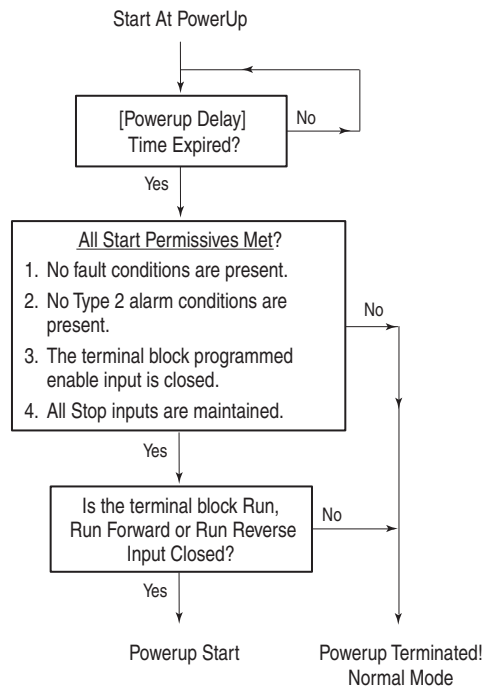 Start At PowerUp
[Powerup Delay]
Time Expired?
No
Yes
All Start Permissives Met?
1. No fault conditions are present.
2. No Type 2 alarm conditions are
present.
3. The terminal block programmed
enable input is closed.
4. All Stop inputs are maintained.
No
Yes
Is the terminal block Run,
Run Forward or Run Reverse
Input Closed?
No
Yes
Powerup Start
Powerup Terminated!
Normal Mode